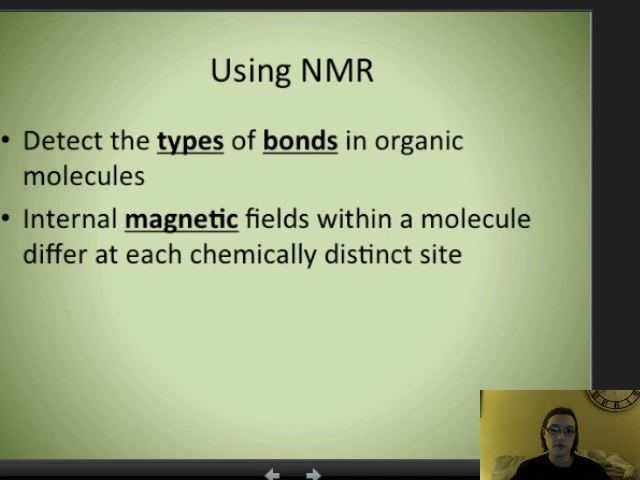 Using NMR
• Detect the types of bonds in organic
molecules
• Internal magnetic fields within a molecule
differ at each chemically distinct site